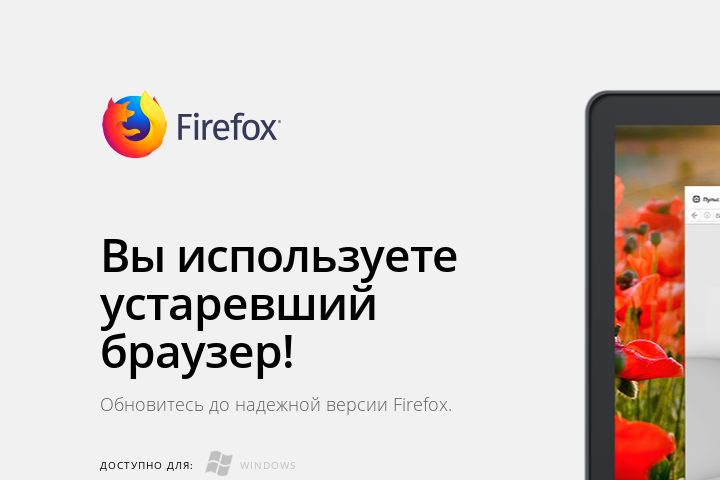 Firefox
Вы используете
устаревший
браузер!
Обновитесь до надежной версии Firefox.
ДОСТУПНО ДЛЯ: WINDOWS